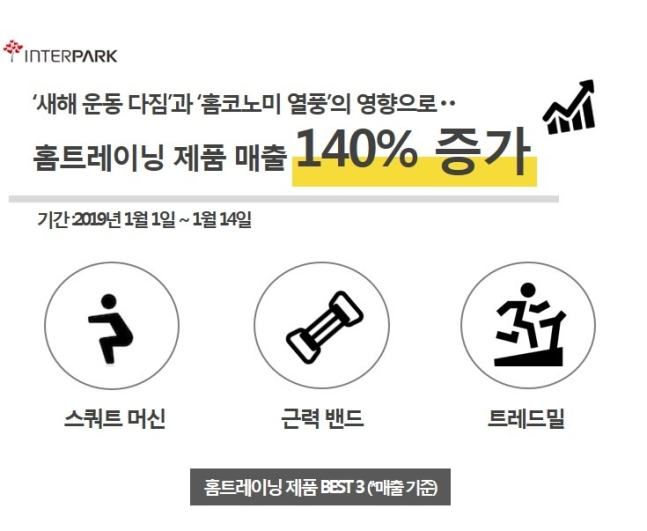 INTERPARK
‘새해 운동 다짐’과 ‘홈코노미 열풍’의 영향으로‥
홈트레이닝 제품 매출 140% 증가
기간 :2019년 1월 1일 ~ 1월 14일
스쿼트 머신
근력 밴드
트레드밀
홈트레이닝 제품 BEST 3 (*매출 기준)